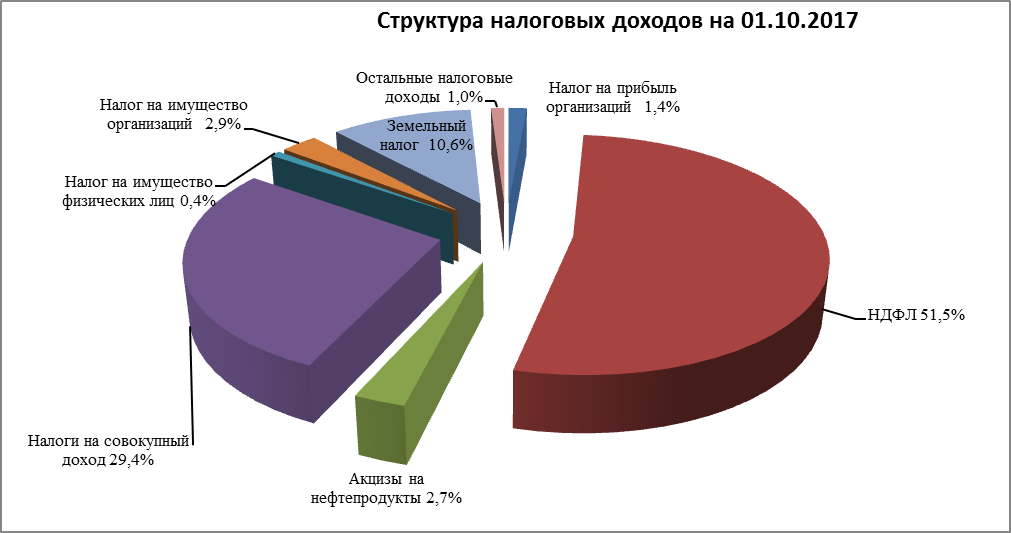 Структура налоговых доходов на 01.10.2017
Остальные налоговые
доходы 1,0%
Налог на прибыль
организаций 1,4%
Налог на имущество
организаций 2,9%
Земельный
налог 10,6%
Налог на имущество
физических лиц 0,4%
НДФЛ 51,5%
Налоги на совокупный
доход 29,4%
Акцизы на
нефтепродукты 2,7%